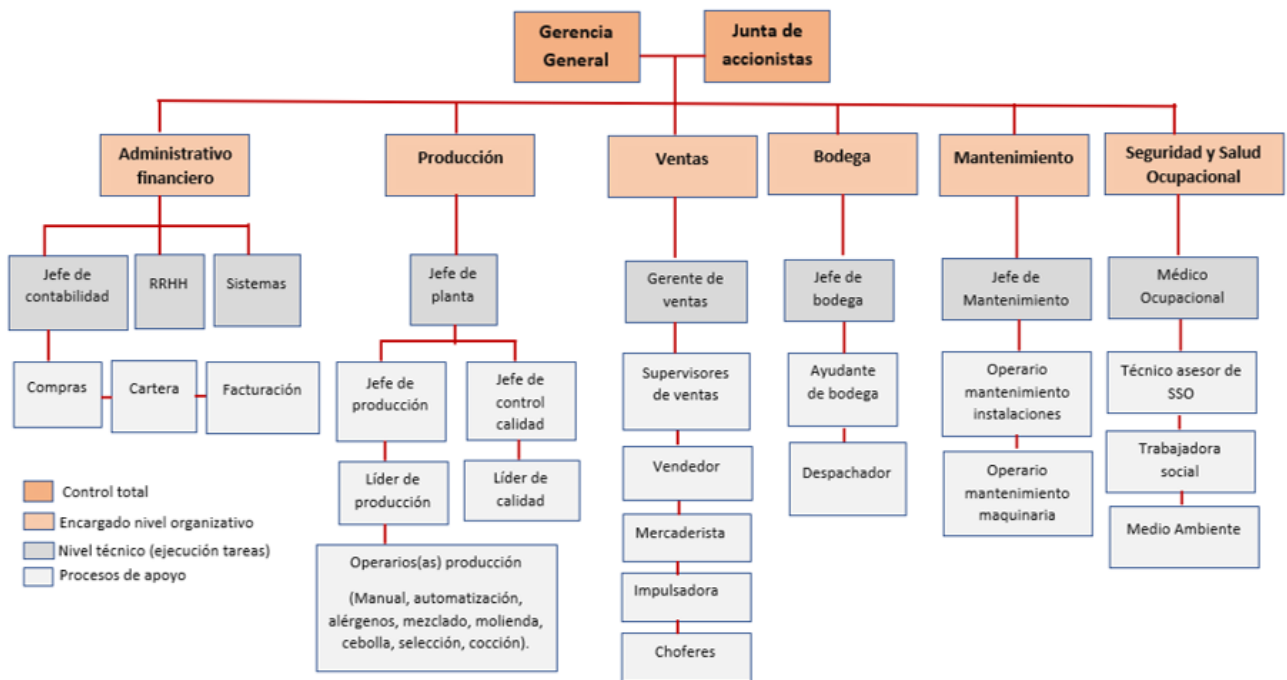 Gerencia
General
Junta de
accionistas
Administrativo
financiero
Producción
Ventas
Bodega
Mantenimiento
Seguridad y Salud
Ocupacional
Jefe de
contabilidad
RRHH
Sistemas
Jefe de
planta
Gerente de
ventas
Jefe de
bodega
Jefe de
Mantenimiento
Médico
Ocupacional
Compras
Cartera
Facturación
Jefe de
producción
Jefe de
control
calidad
Supervisores
de ventas
Ayudante
de bodega
Operario
mantenimiento
instalaciones
Técnico asesor de
SSO
Líder de
producción
Líder de
calidad
Vendedor
Despachador
Operario
mantenimiento
maquinaria
Trabajadora
social
Mercaderista
Medio Ambiente
Operarios(as) producción
(Manual, automatización,
alérgenos, mezclado, molienda,
cebolla, selección, cocción).
Impulsadora
Choferes
Control total
Encargado nivel organizativo
Nivel técnico (ejecución tareas)
Procesos de apoyo